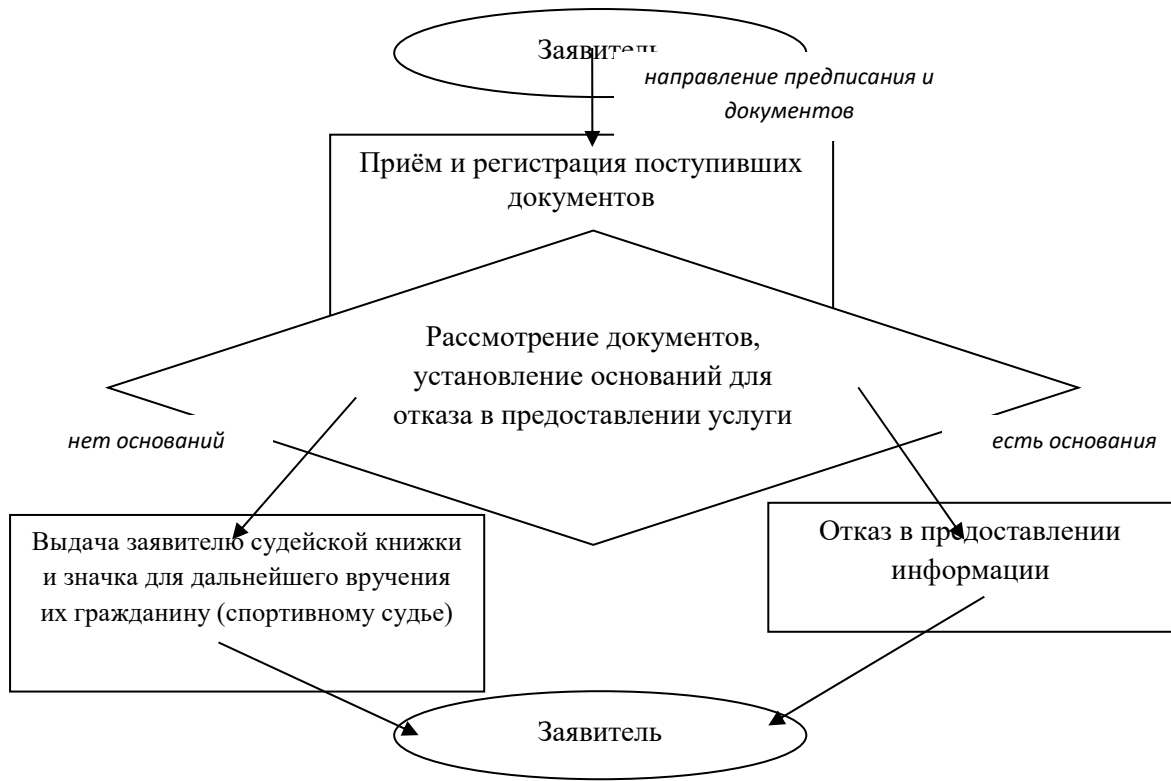 Заявитель
направление предписания и
документов
Приём и регистрация поступивших
документов
Рассмотрение документов,
установление оснований для
отказа в предоставлении услуги
нет оснований
есть основания
Выдача заявителю судейской книжки
и значка для дальнейшего вручения
их гражданину (спортивному судье)
Отказ в предоставлении
информации
Заявитель